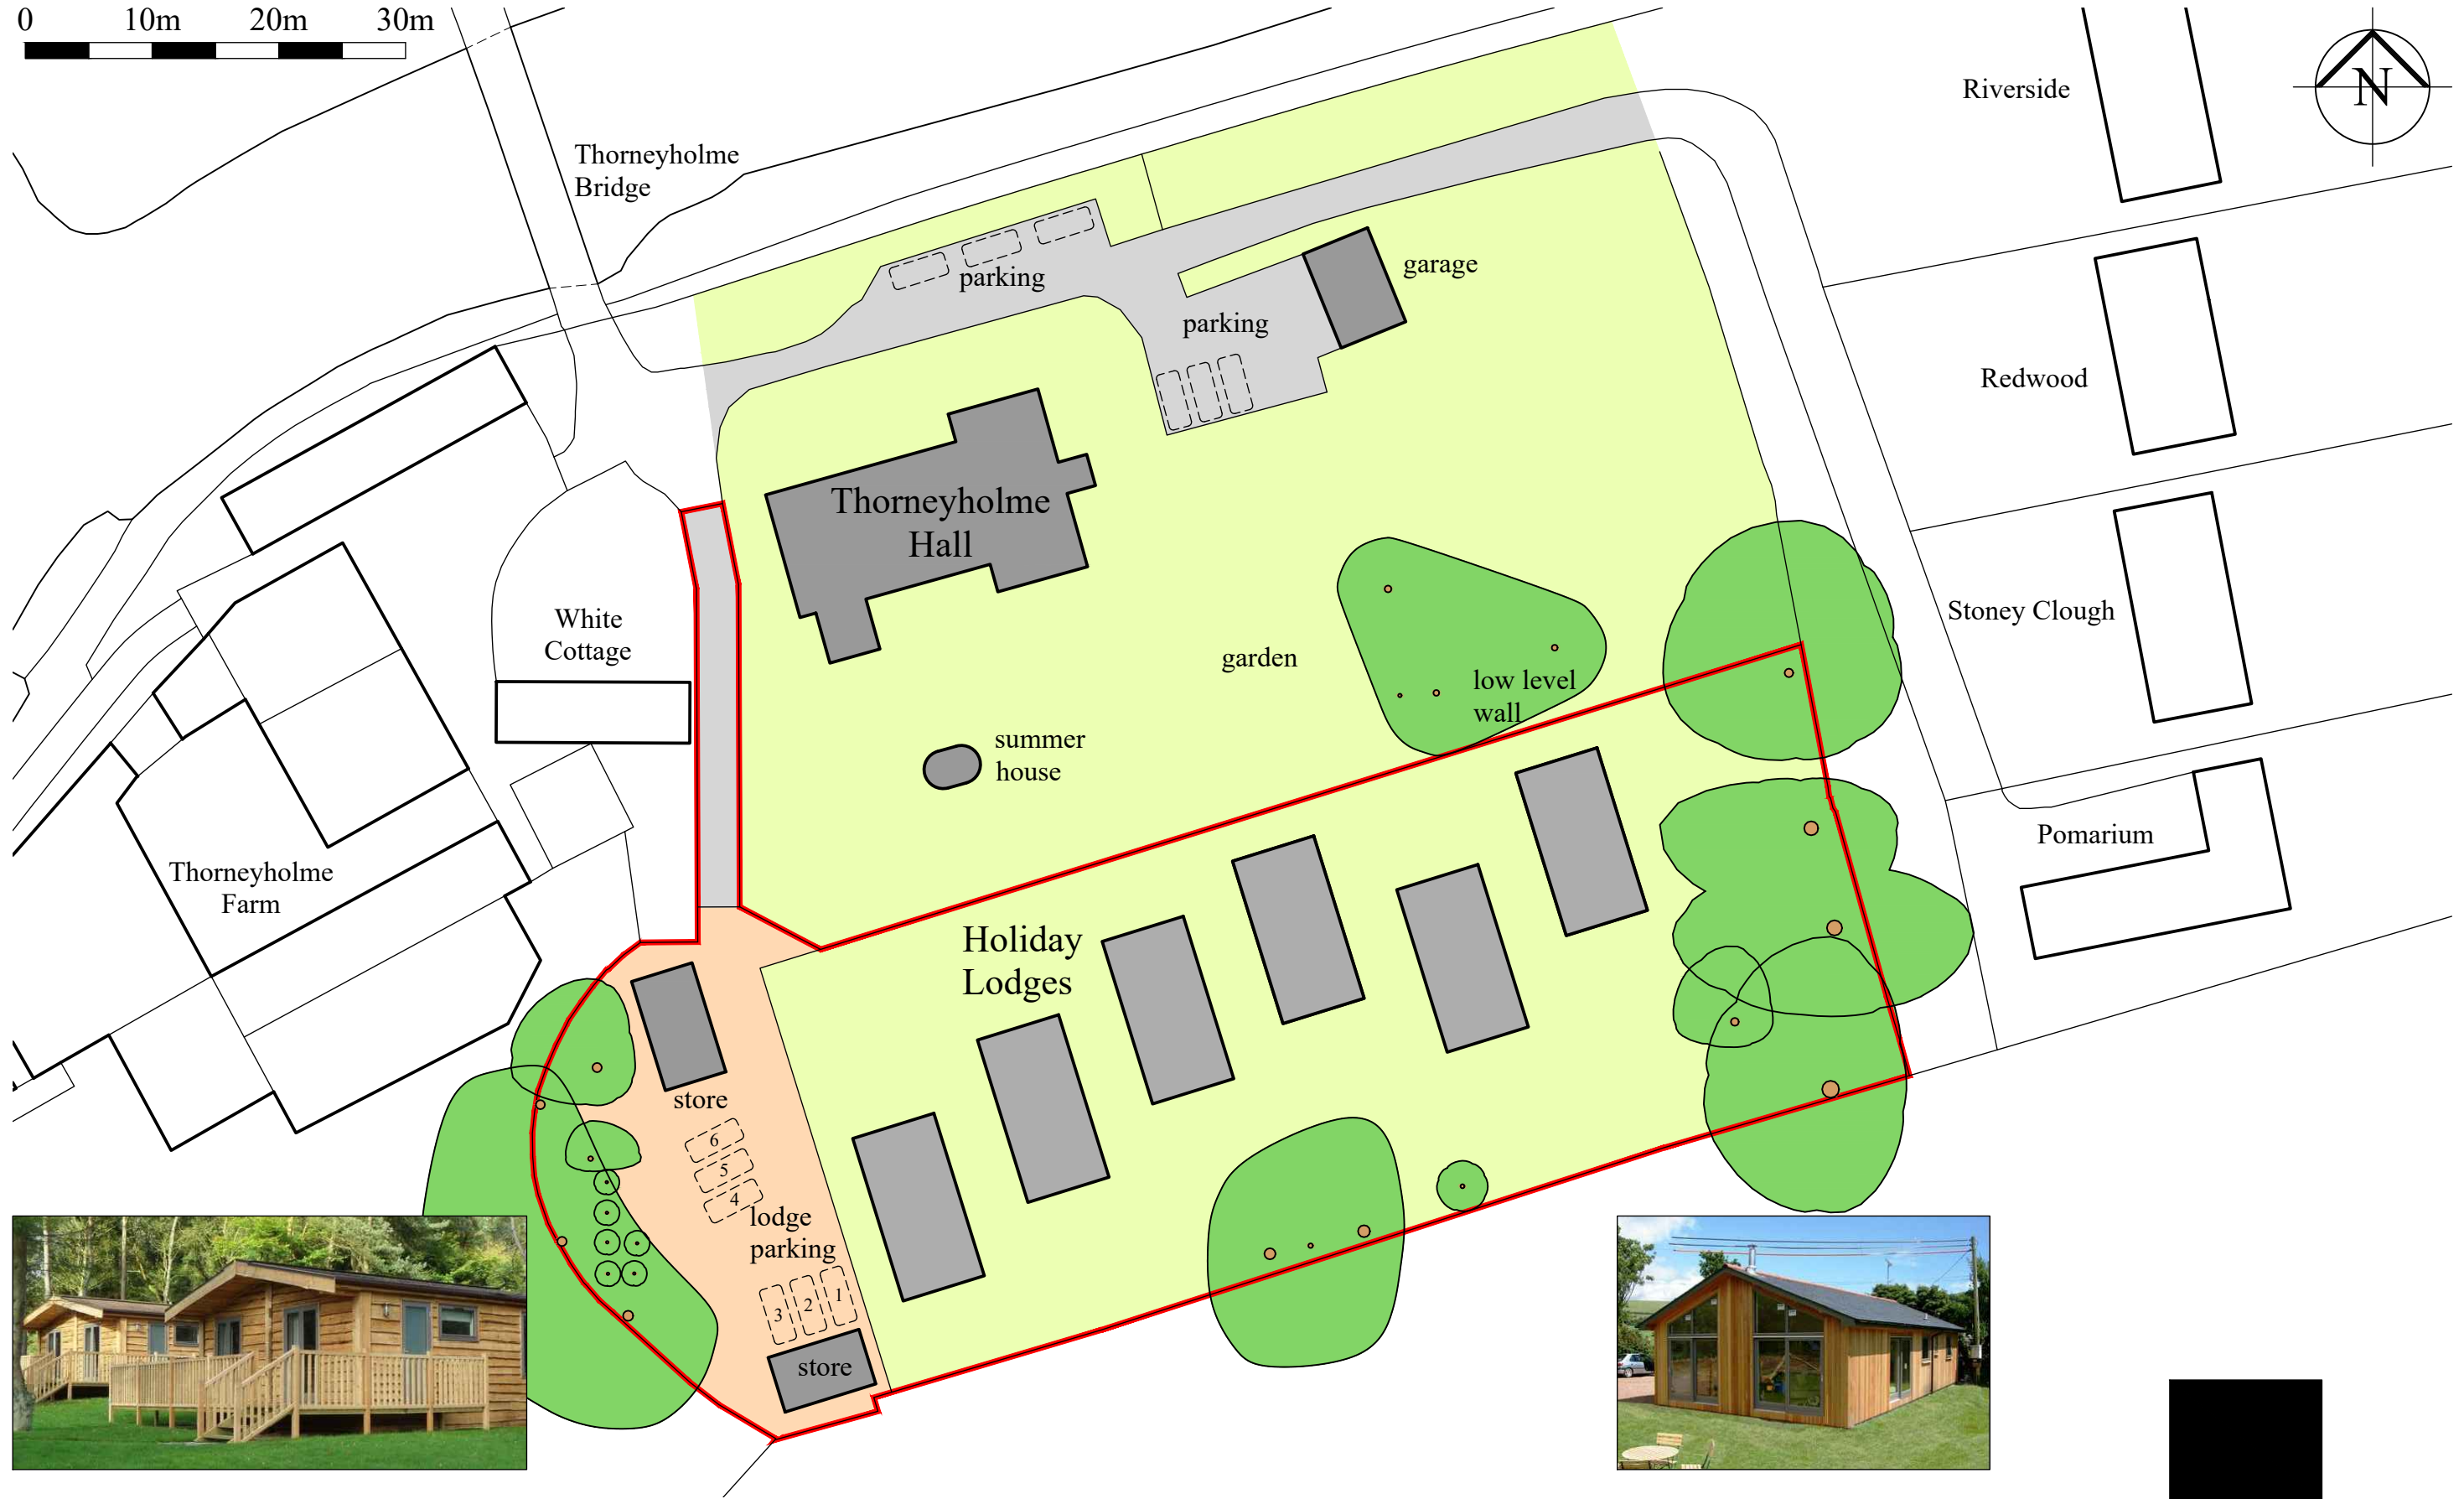 0 10m 20m 30m
N
Riverside
Thorneyholme
Bridge
parking
garage
parking
Redwood
Thorneyholme
Hall
White
Cottage
Stoney Clough
garden
low level
wall
summer
house
Pomarium
Thorneyholme
Farm
Holiday
Lodges
store
6
5
4
lodge
parking
3 2 1
store